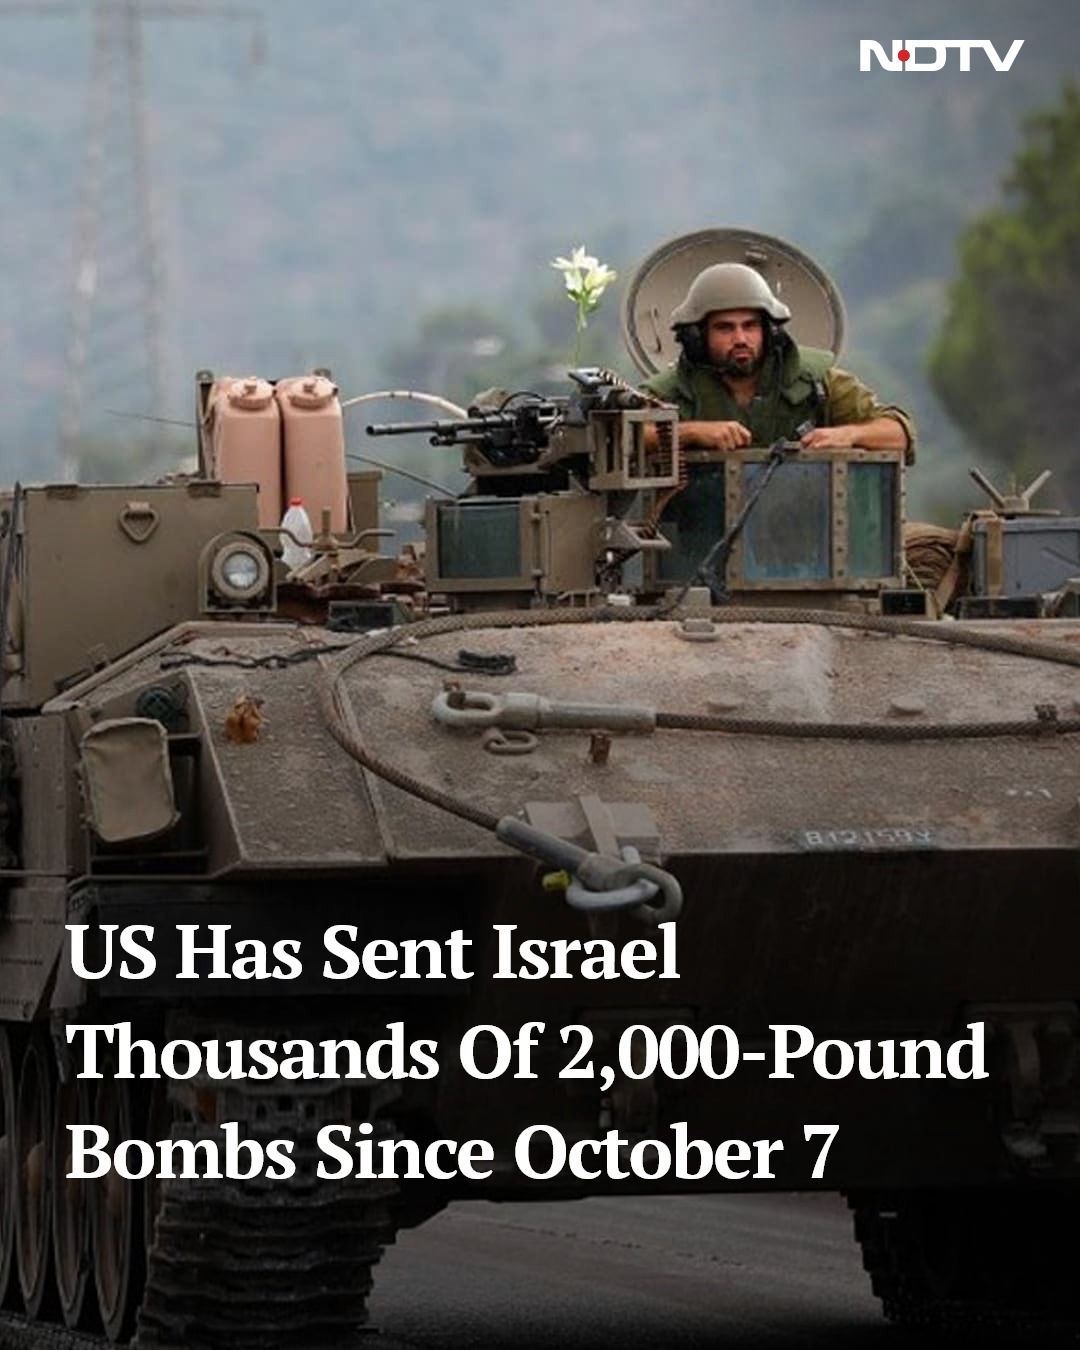 NDTV
US Has Sent Israel
Thousands Of 2,000-Pound
Bombs Since October 7